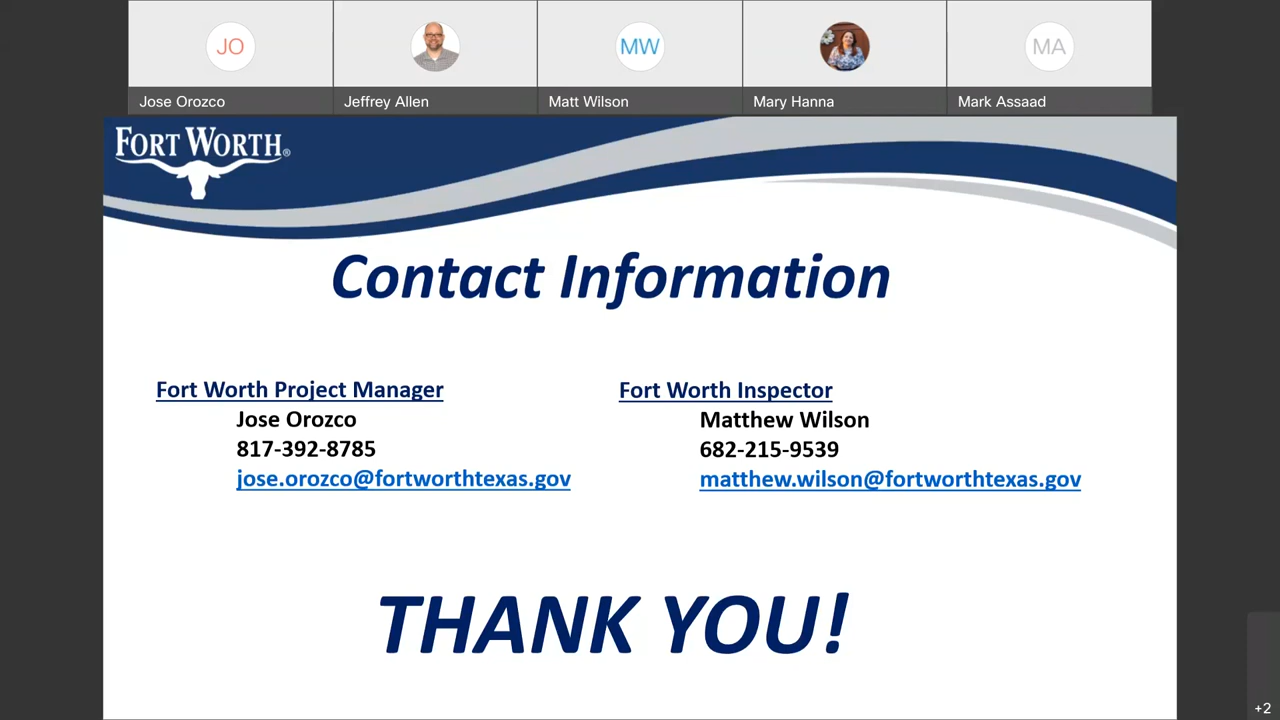 JO
MW
MA
Jose Orozco
Jeffrey Allen
Matt Wilson
Mary Hanna
Mark Assaad
FORT WORTH®
Contact Information
Fort Worth Project Manager
Jose Orozco
817-392-8785
jose.orozco@fortworthtexas.gov
Fort Worth Inspector
Matthew Wilson
682-215-9539
matthew.wilson@fortworthtexas.gov
THANK YOU!
+2